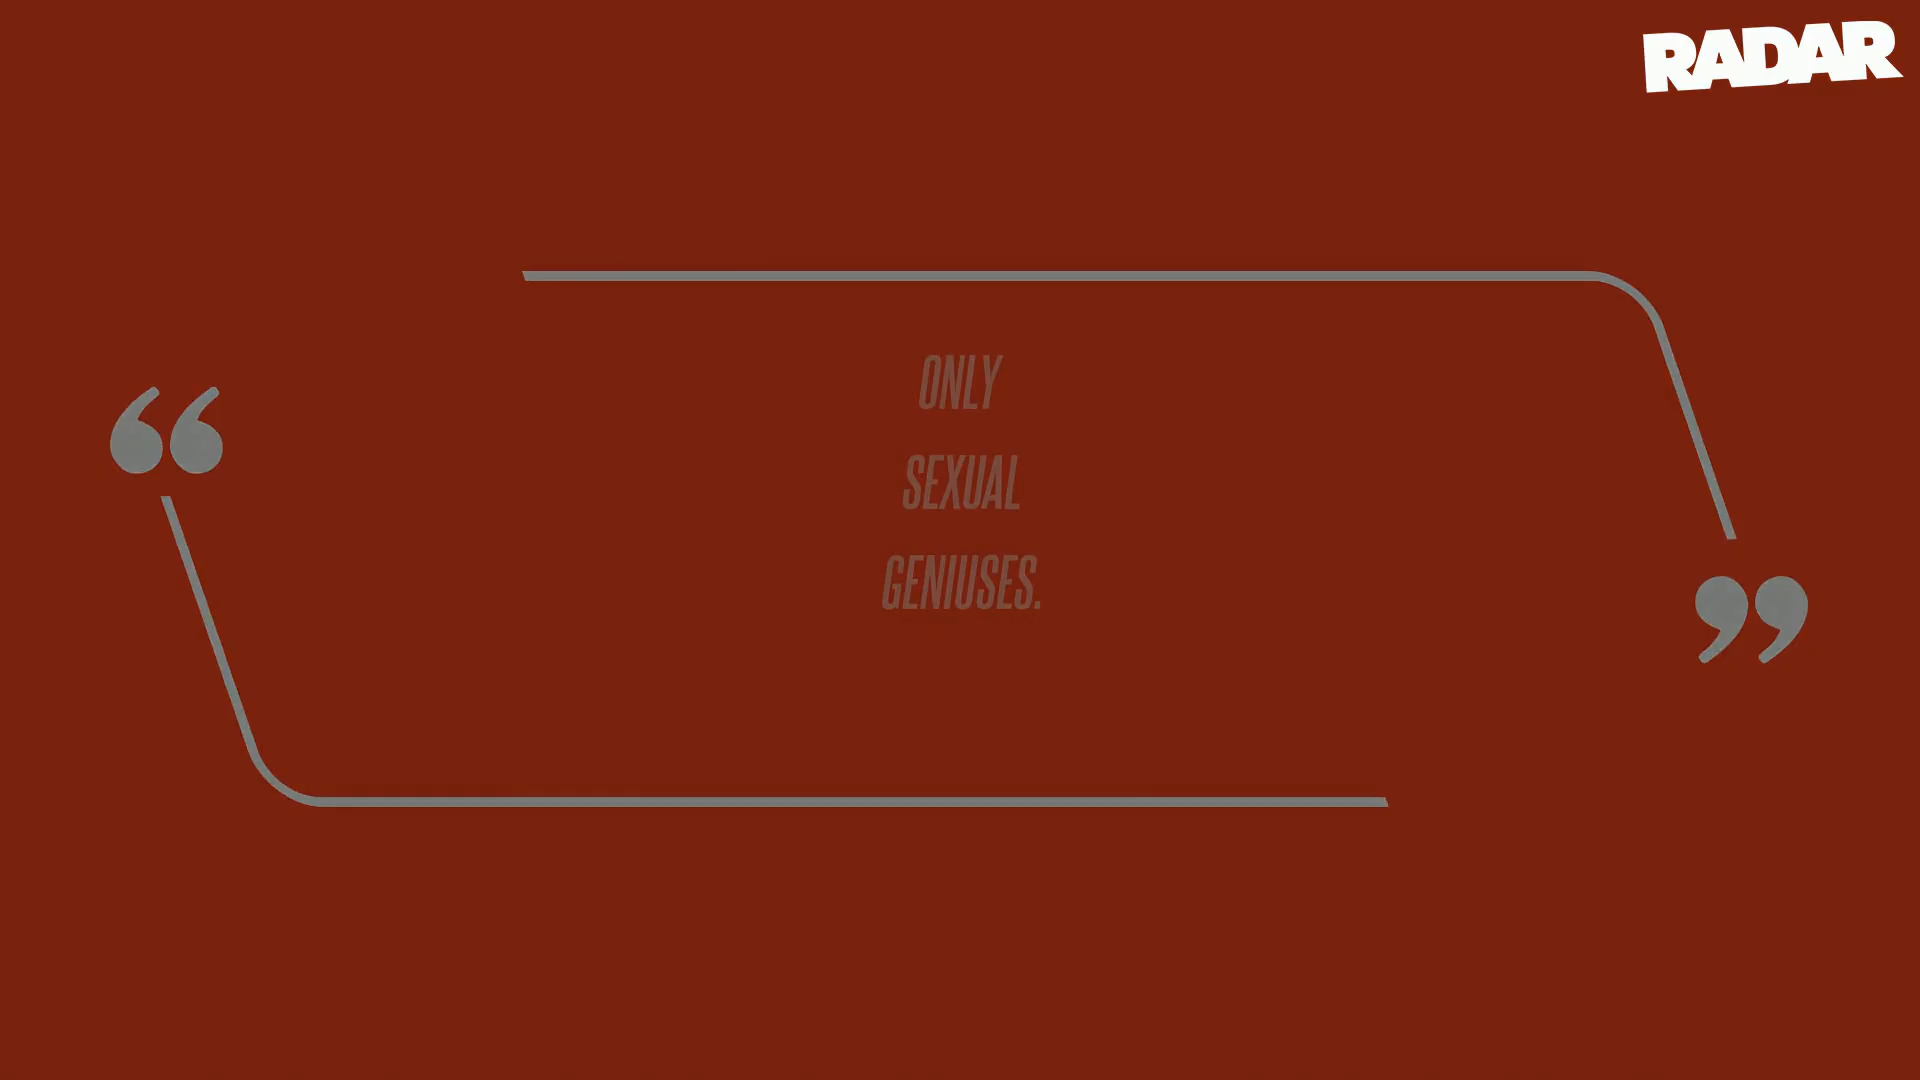 RADAR
“
ONLY
SEXUAL
GENIUSES.
”